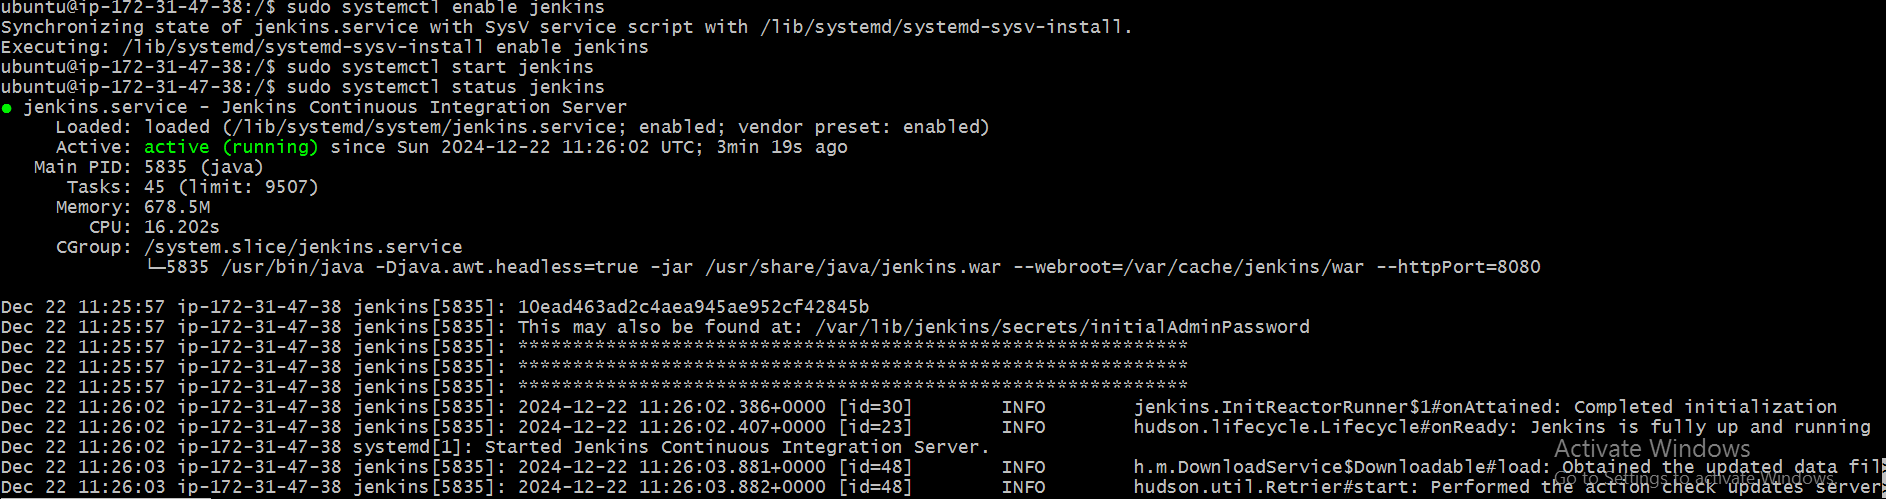 ubuntu@ip-172-31-47-38:/$ sudo systemctl enable jenkins
Synchronizing state of jenkins.service with SysV service script with /lib/systemd/systemd-sysv-install.
Executing: /lib/systemd/systemd-sysv-install enable jenkins
ubuntu@ip-172-31-47-38:/$ sudo systemctl start jenkins
ubuntu@ip-172-31-47-38:/$ sudo systemctl status jenkins
● jenkins.service - Jenkins Continuous Integration Server
     Loaded: loaded (/lib/systemd/system/jenkins.service; enabled; vendor preset: enabled)
     Active: active (running) since Sun 2024-12-22 11:26:02 UTC; 3min 19s ago
   Main PID: 5835 (java)
      Tasks: 45 (limit: 9507)
     Memory: 678.5M
        CPU: 16.202s
     CGroup: /system.slice/jenkins.service
             └─5835 /usr/bin/java -Djava.awt.headless=true -jar /usr/share/java/jenkins.war --webroot=/var/cache/jenkins/war --httpPort=8080
Dec 22 11:25:57 ip-172-31-47-38 jenkins[5835]: 10ead463ad2c4aea945ae952cf42845b
Dec 22 11:25:57 ip-172-31-47-38 jenkins[5835]: This may also be found at: /var/lib/jenkins/secrets/initialAdminPassword
Dec 22 11:25:57 ip-172-31-47-38 jenkins[5835]: *************************************************************
Dec 22 11:25:57 ip-172-31-47-38 jenkins[5835]: *************************************************************
Dec 22 11:25:57 ip-172-31-47-38 jenkins[5835]: *************************************************************
Dec 22 11:26:02 ip-172-31-47-38 jenkins[5835]: 2024-12-22 11:26:02.386+0000 [id=30]        INFO        jenkins.InitReactorRunner$1#onAttained: Completed initialization
Dec 22 11:26:02 ip-172-31-47-38 jenkins[5835]: 2024-12-22 11:26:02.407+0000 [id=23]        INFO        hudson.lifecycle.Lifecycle#onReady: Jenkins is fully up and running
Dec 22 11:26:02 ip-172-31-47-38 systemd[1]: Started Jenkins Continuous Integration Server.
Dec 22 11:26:03 ip-172-31-47-38 jenkins[5835]: 2024-12-22 11:26:03.881+0000 [id=48]        INFO        h.m.DownloadService$Downloadable#load: Obtained the updated data fil>
Dec 22 11:26:03 ip-172-31-47-38 jenkins[5835]: 2024-12-22 11:26:03.882+0000 [id=48]        INFO        hudson.util.Retrier#start: Performed the action check updates server>
Activate Windows
Go to Settings to activate Windows.